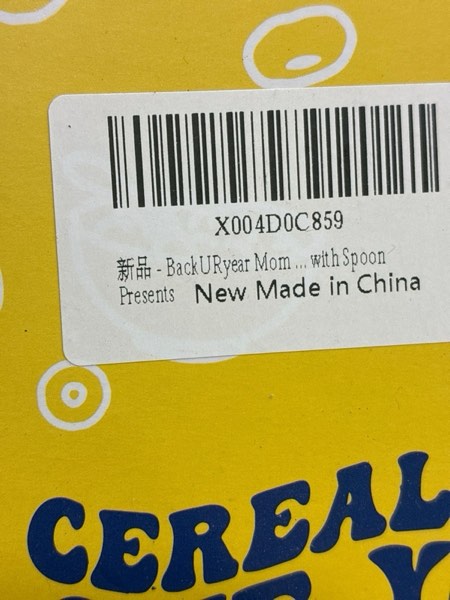 X004D0C859
新品 - BackURyear Mom ... with Spoon
Presents New Made in China
CEREAL